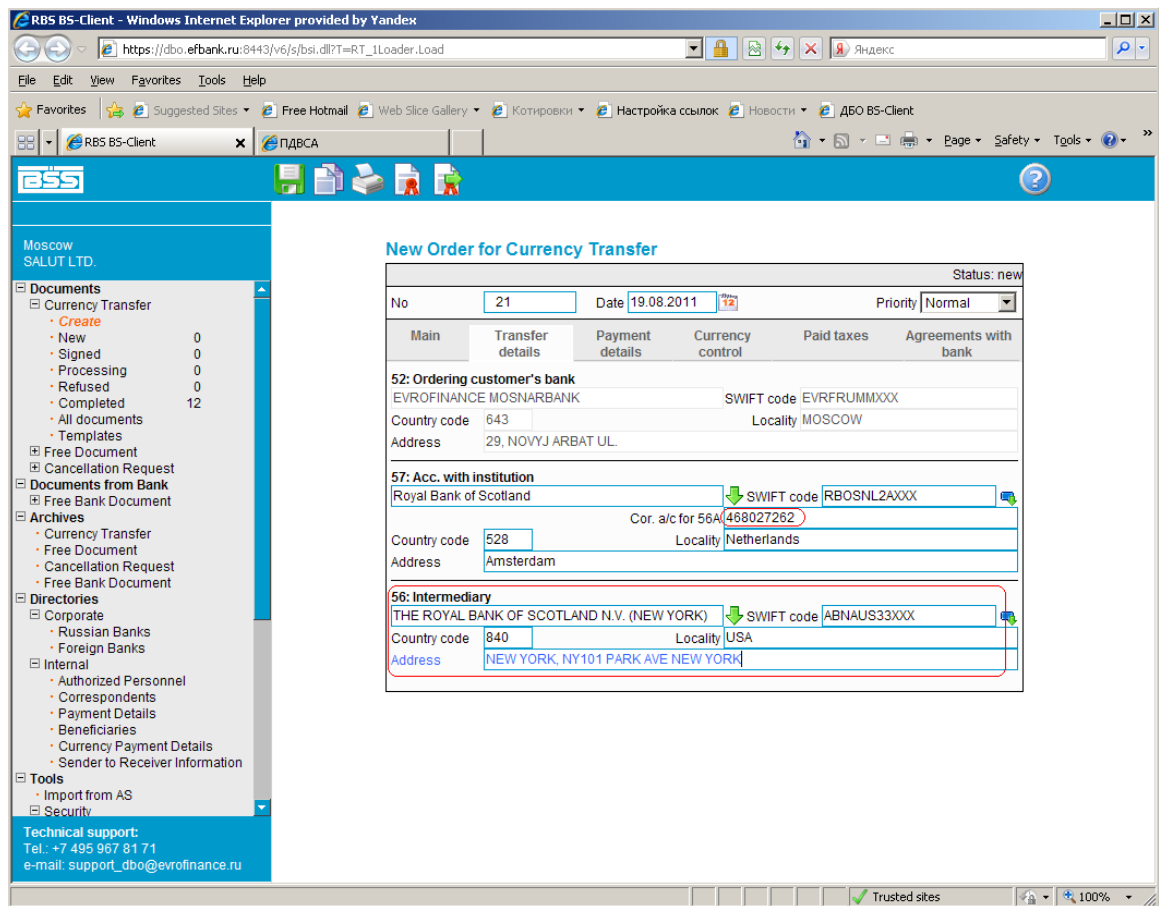 RBS BS-Client - Windows Internet Explorer provided by Yandex
https://dbo.efbank.ru:8443/v6/s/bsi.dll?T=RT_1Loader.Load
Яндекс
File Edit View Favorites Tools Help
Favorites Suggested Sites Free Hotmail Web Slice Gallery Котировки Настройка ссылок Новости ДБО BS-Client
RBS BS-Client ПДВСА Page Safety Tools
BSS
Moscow
SALUT LTD.
Documents
Currency Transfer
Create
New 0
Signed 0
Processing 0
Refused 0
Completed 12
All documents
Templates
Free Document
Cancellation Request
Documents from Bank
Free Bank Document
Archives
Currency Transfer
Free Document
Cancellation Request
Free Bank Document
Directories
Corporate
Russian Banks
Foreign Banks
Internal
Authorized Personnel
Correspondents
Payment Details
Beneficiaries
Currency Payment Details
Sender to Receiver Information
Tools
Import from AS
Security
Technical support:
Tel.: +7 495 967 81 71
e-mail: support_dbo@evrofinance.ru
New Order for Currency Transfer
Status: new
No 21 Date 19.08.2011 12 Priority Normal
Main Transfer details Payment details Currency control Paid taxes Agreements with bank
52: Ordering customer's bank
EVROFINANCE MOSNARBANK SWIFT code EVRFRUMMXXX
Country code 643 Locality MOSCOW
Address 29, NOVYJ ARBAT UL.
57: Acc. with institution
Royal Bank of Scotland SWIFT code RBOSNL2AXXX
Cor. a/c for 56A 468027262
Country code 528 Locality Netherlands
Address Amsterdam
56: Intermediary
THE ROYAL BANK OF SCOTLAND N.V. (NEW YORK) SWIFT code ABNAUS33XXX
Country code 840 Locality USA
Address NEW YORK, NY101 PARK AVE NEW YORK
Trusted sites 100%